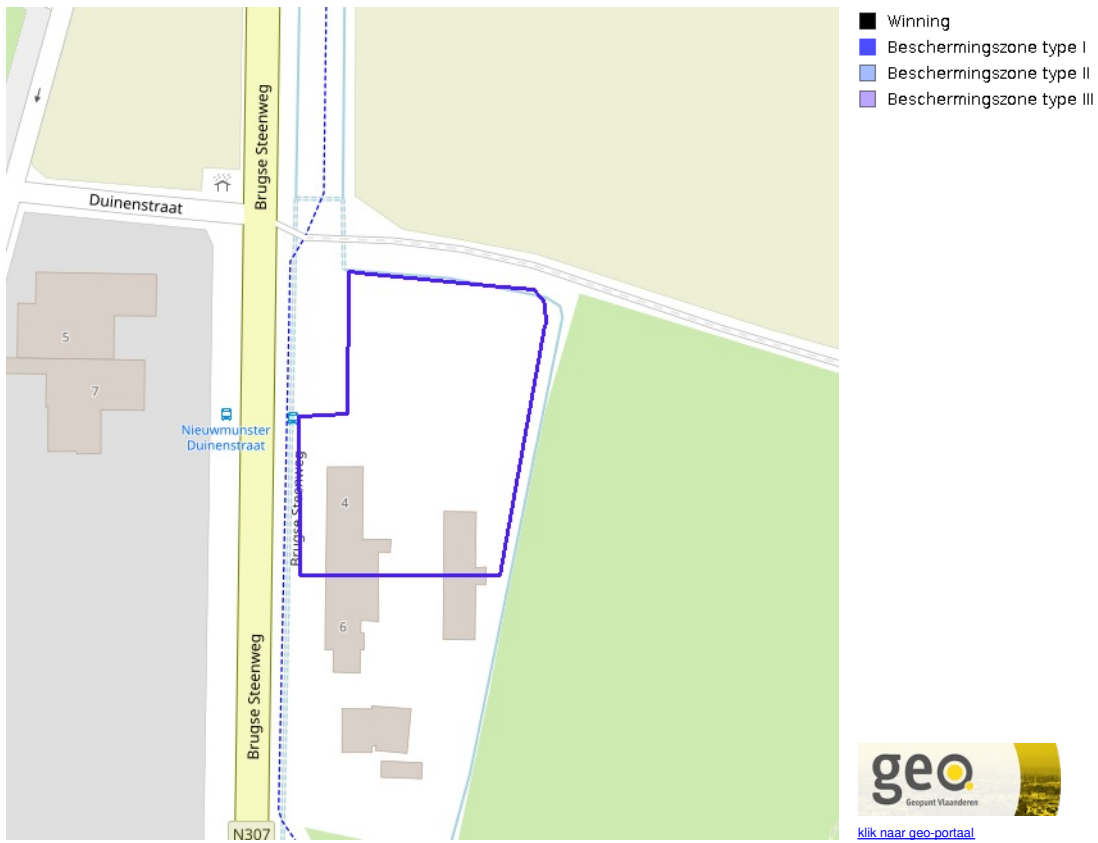 Winning
Beschermingszone type I
Beschermingszone type II
Beschermingszone type III
Brugse Steenweg
Duinenstraat
5
7
Nieuwmunster
Duinenstraat
Brugse Steenweg
4
6
Brugse Steenweg
N307
geo.
Geopunt Vlaanderen
klik naar geo-portaal